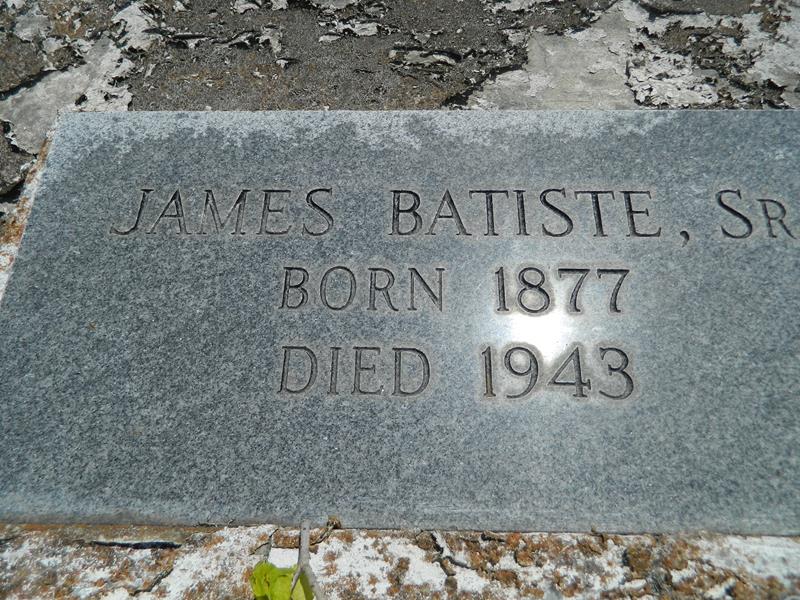 JAMES BATISTE, SR
BORN 1877
DIED 1943